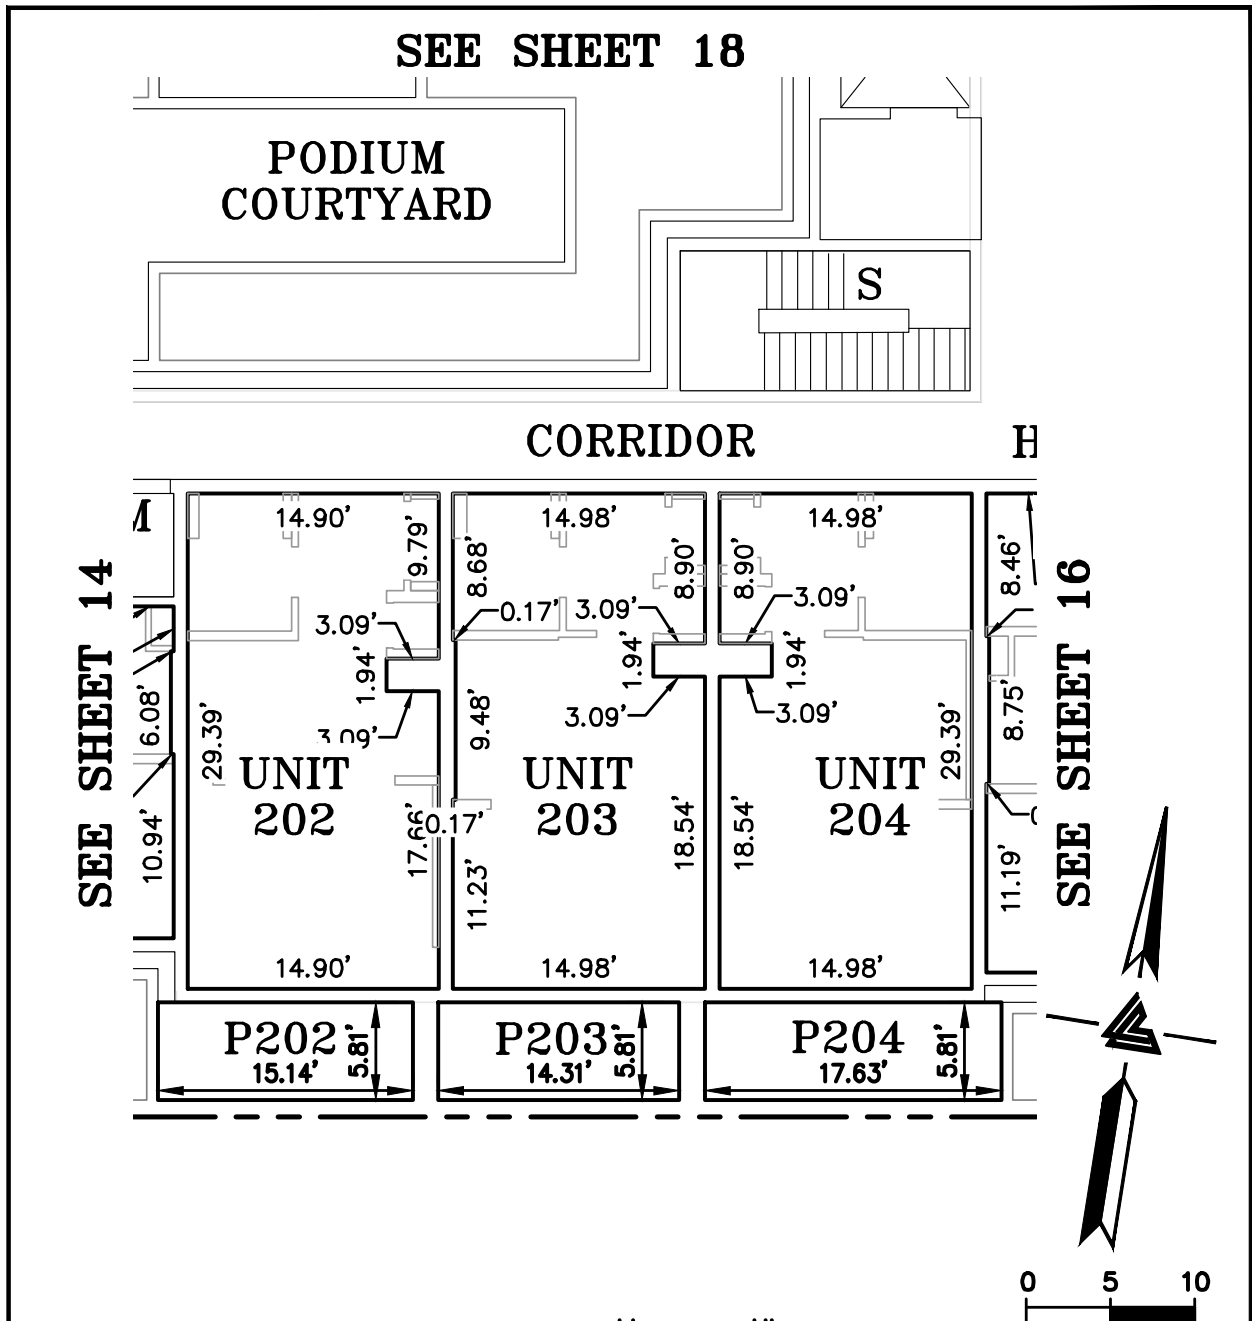 SEE SHEET 18
PODIUM
COURTYARD
S
CORRIDOR
H
M
14.90'
9.79'
8.68'
14.98'
8.90'
8.90'
14.98'
8.46'
SEE SHEET 14
SEE SHEET 16
3.09'
0.17'
3.09'
3.09'
1.94'
1.94'
1.94'
6.08'
29.39'
3.09'
9.48'
3.09'
3.09'
29.39'
8.75'
UNIT
202
UNIT
203
UNIT
204
10.94'
17.66'
0.17'
11.23'
18.54'
18.54'
11.19'
14.90'
14.98'
14.98'
P202
15.14'
5.81'
P203
14.31'
5.81'
P204
17.63'
5.81'
0 5 10